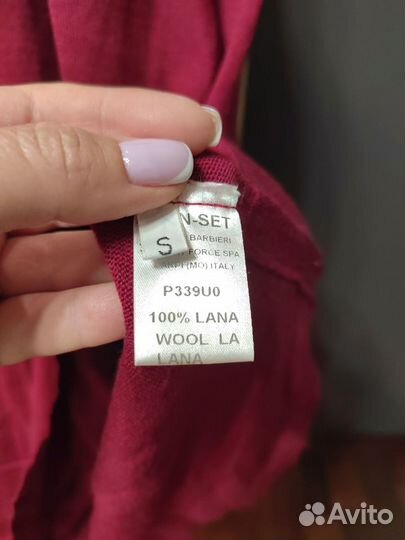 N-SET
S
BARBIERI
FORCE SPA
(MO) ITALY
P339U0
100% LANA
WOOL LA
LANA
Avito